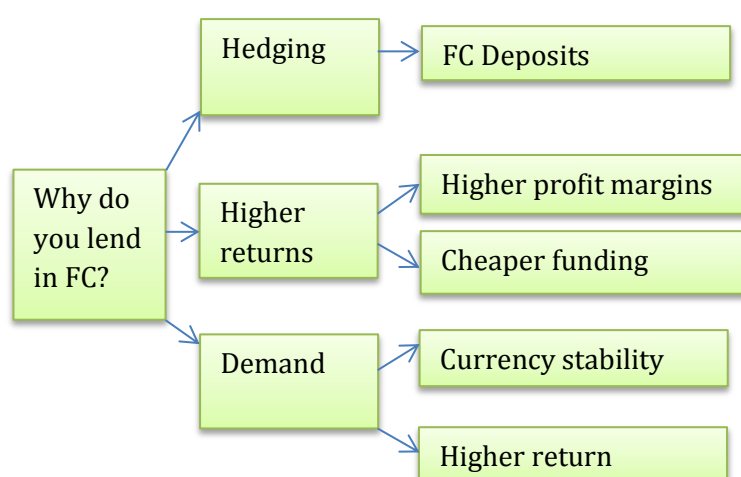 Hedging
FC Deposits
Why do
you lend
in FC?
Higher
returns
Higher profit margins
Cheaper funding
Demand
Currency stability
Higher return